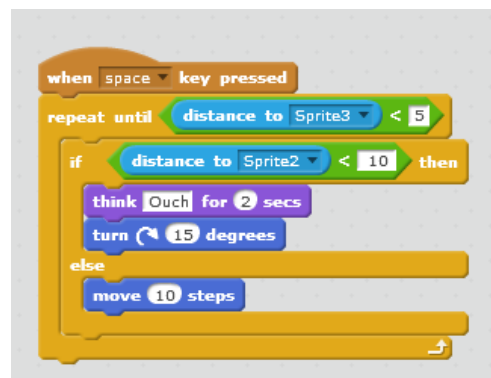 when space key pressed
repeat until distance to Sprite3 < 5
if distance to Sprite2 < 10 then
think Ouch for 2 secs
turn 15 degrees
else
move 10 steps